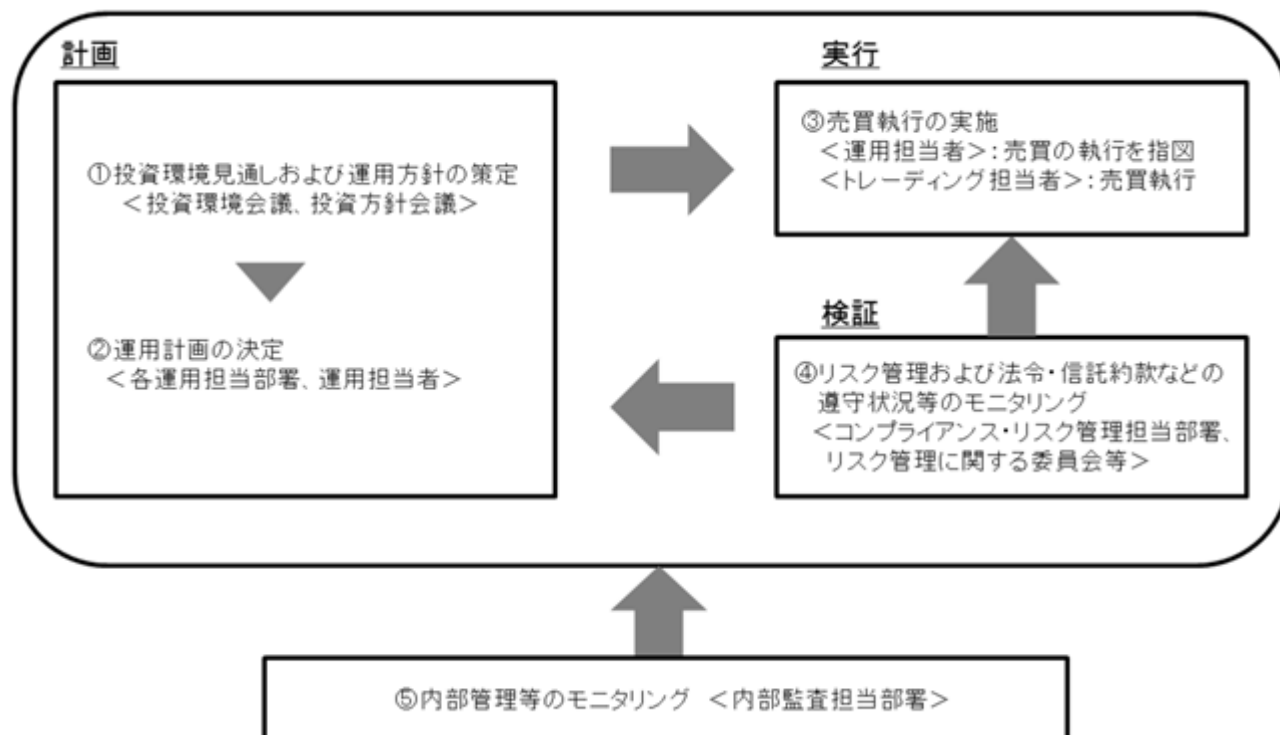 計画
①投資環境見通しおよび運用方針の策定
＜投資環境会議、投資方針会議＞
②運用計画の決定
＜各運用担当部署、運用担当者＞
実行
③売買執行の実施
＜運用担当者＞：売買の執行を指図
＜トレーディング担当者＞：売買執行
検証
④リスク管理および法令・信託約款などの
遵守状況等のモニタリング
＜コンプライアンス・リスク管理担当部署、
リスク管理に関する委員会等＞
⑤内部管理等のモニタリング ＜内部監査担当部署＞